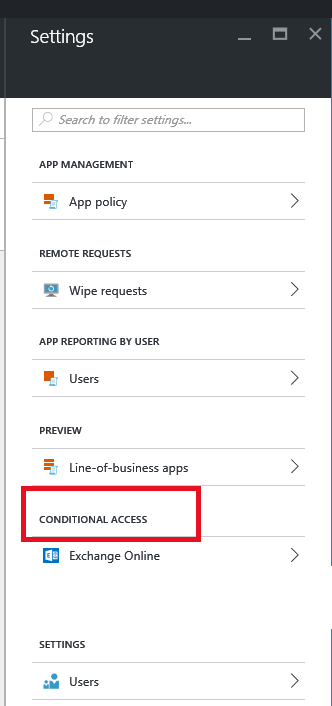 Settings
Search to filter settings...
APP MANAGEMENT
App policy
REMOTE REQUESTS
Wipe requests
APP REPORTING BY USER
Users
PREVIEW
Line-of-business apps
CONDITIONAL ACCESS
Exchange Online
SETTINGS
Users